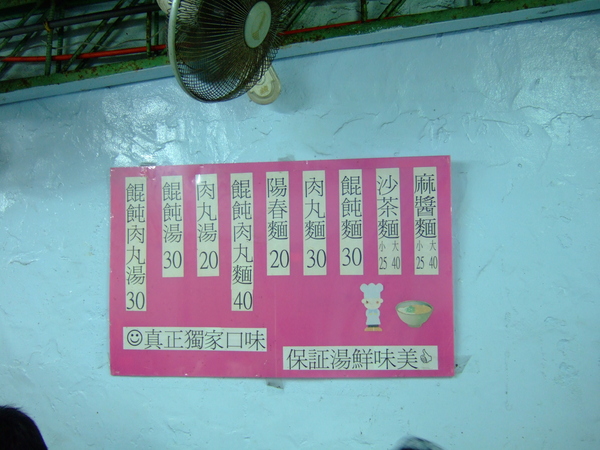 麻醬麵 小25 大40
沙茶麵 小25 大40
餛飩麵 30
肉丸麵 30
陽春麵 20
餛飩肉丸麵 40
肉丸湯 20
餛飩湯 30
餛飩肉丸湯 30
真正獨家口味
保証湯鮮味美